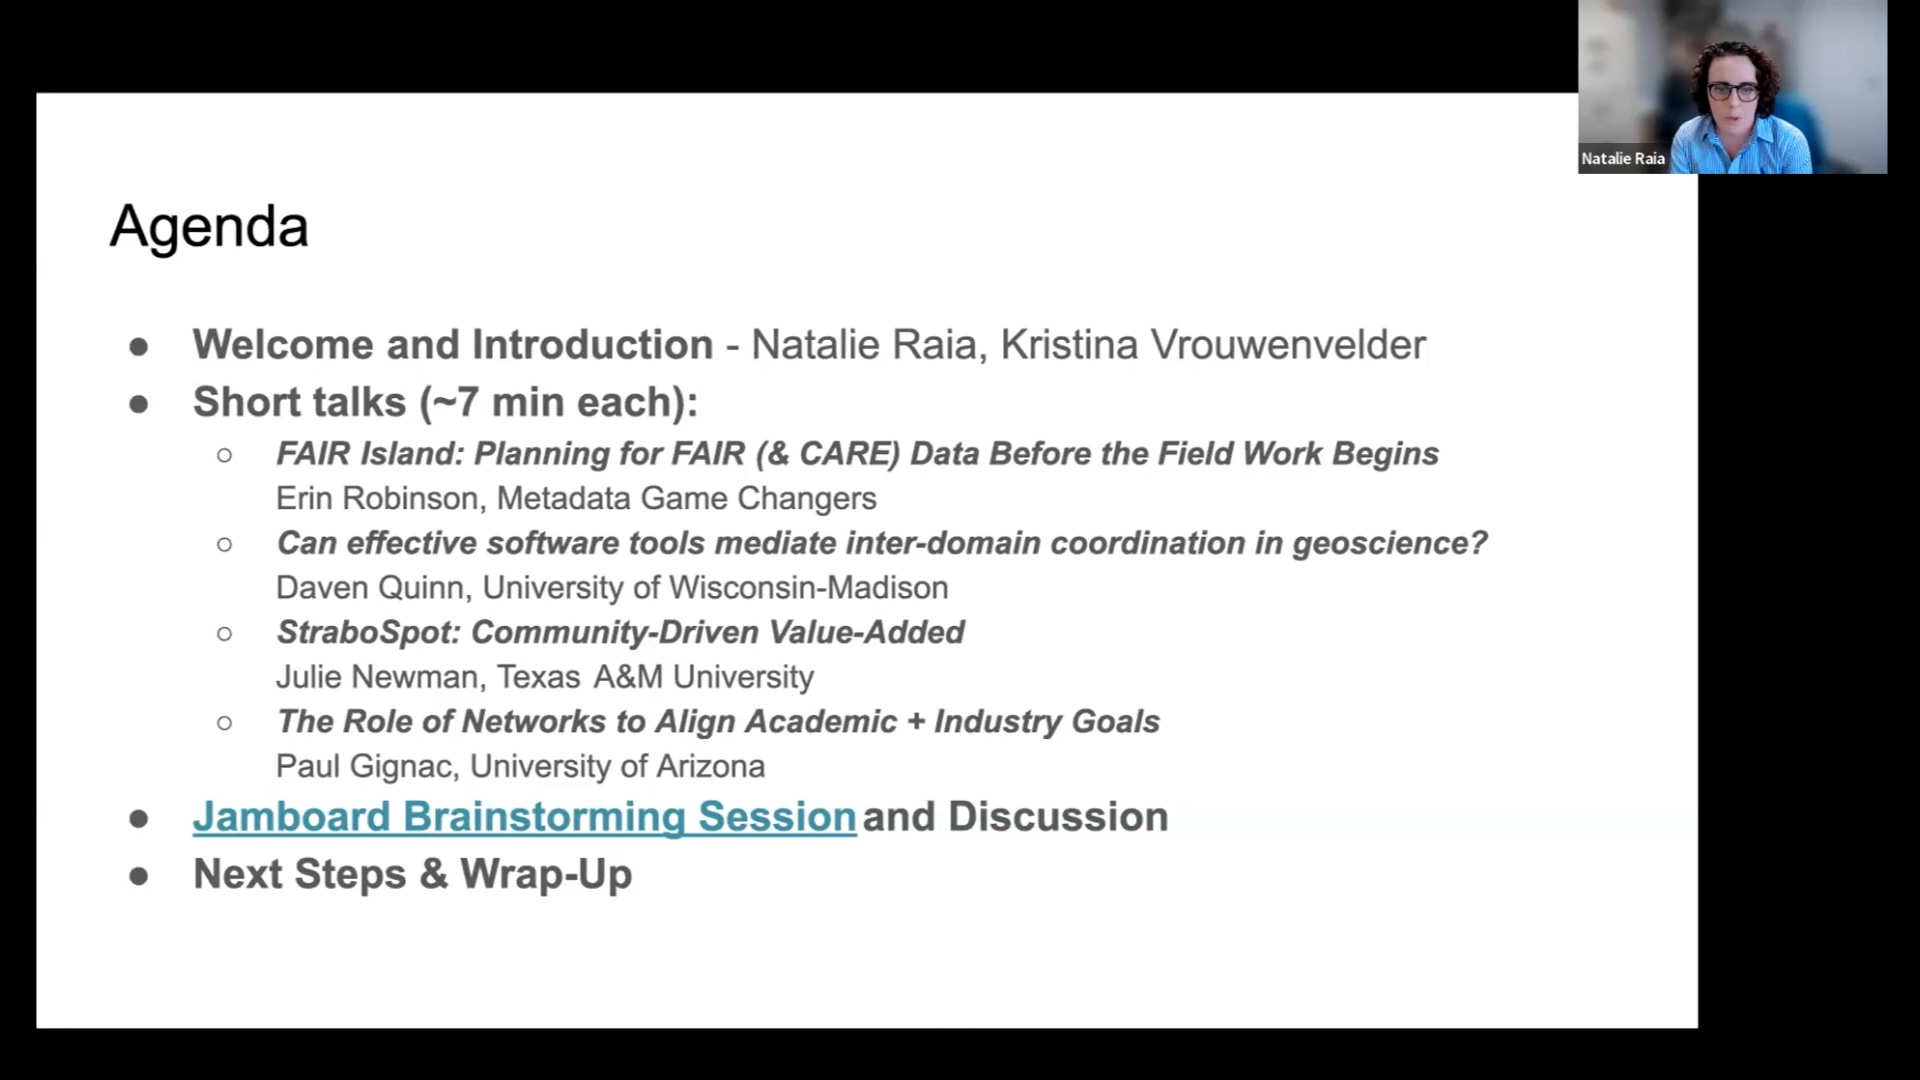 Natalie Raia
Agenda
● Welcome and Introduction - Natalie Raia, Kristina Vrouwenvelder
● Short talks (~7 min each):
○ FAIR Island: Planning for FAIR (& CARE) Data Before the Field Work Begins
Erin Robinson, Metadata Game Changers
○ Can effective software tools mediate inter-domain coordination in geoscience?
Daven Quinn, University of Wisconsin-Madison
○ StraboSpot: Community-Driven Value-Added
Julie Newman, Texas A&M University
○ The Role of Networks to Align Academic + Industry Goals
Paul Gignac, University of Arizona
● Jamboard Brainstorming Session and Discussion
● Next Steps & Wrap-Up